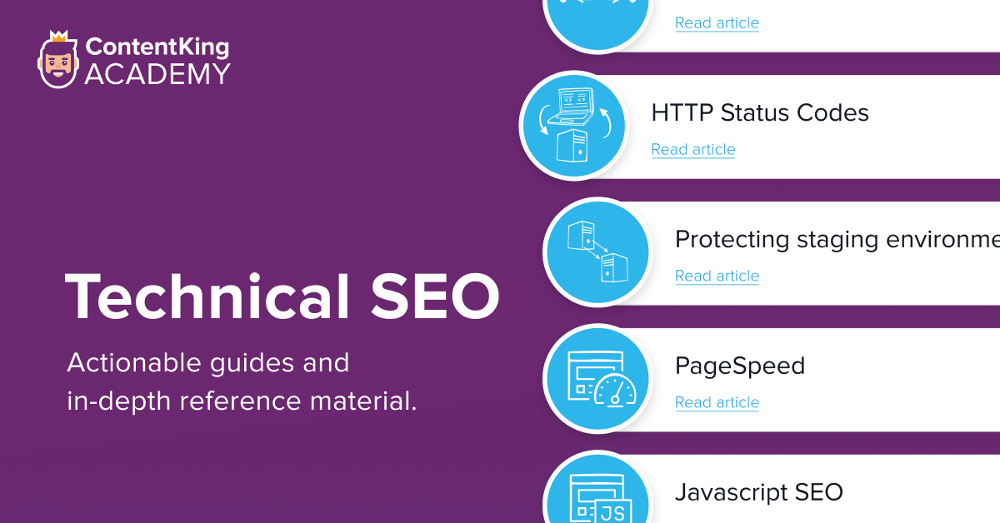 ContentKing
ACADEMY
Technical SEO
Actionable guides and
in-depth reference material.
Read article
HTTP Status Codes
Read article
Protecting staging environme
Read article
PageSpeed
Read article
Javascript SEO
JS